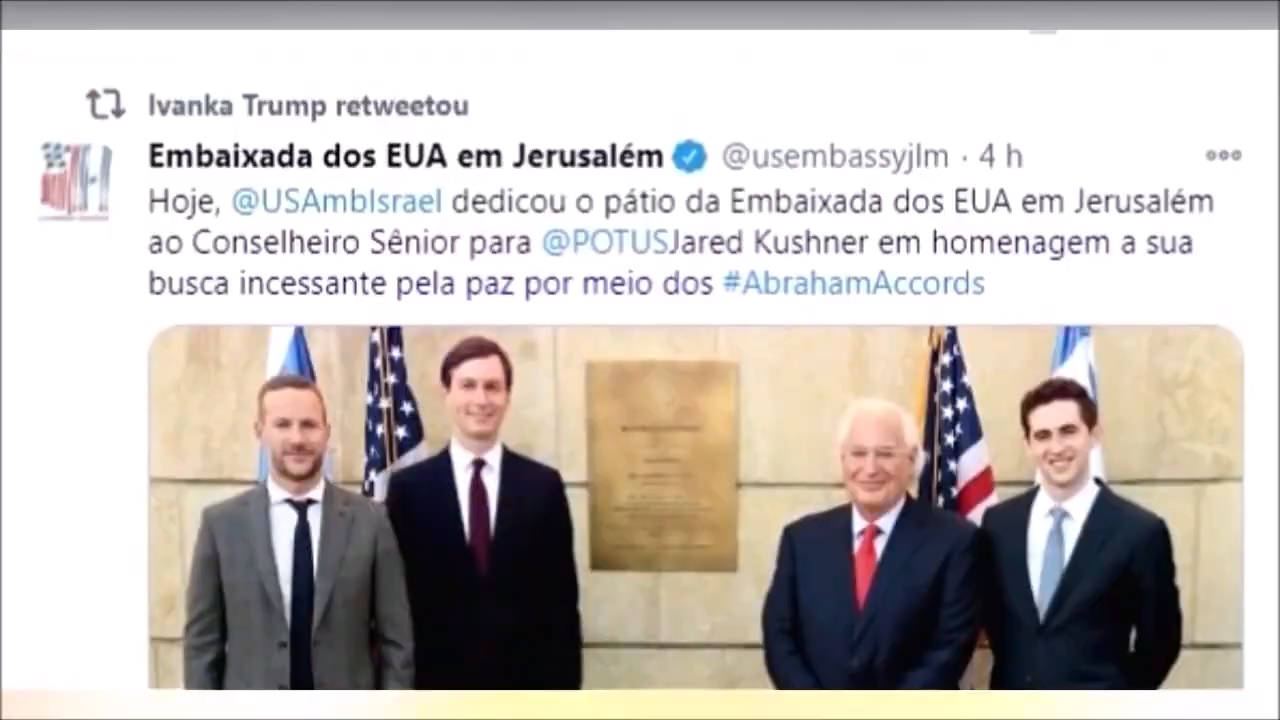 Ivanka Trump retweetou
Embaixada dos EUA em Jerusalém @usembassyjlm · 4 h
Hoje, @USAmbIsrael dedicou o pátio da Embaixada dos EUA em Jerusalém
ao Conselheiro Sênior para @POTUSJared Kushner em homenagem a sua
busca incessante pela paz por meio dos #AbrahamAccords